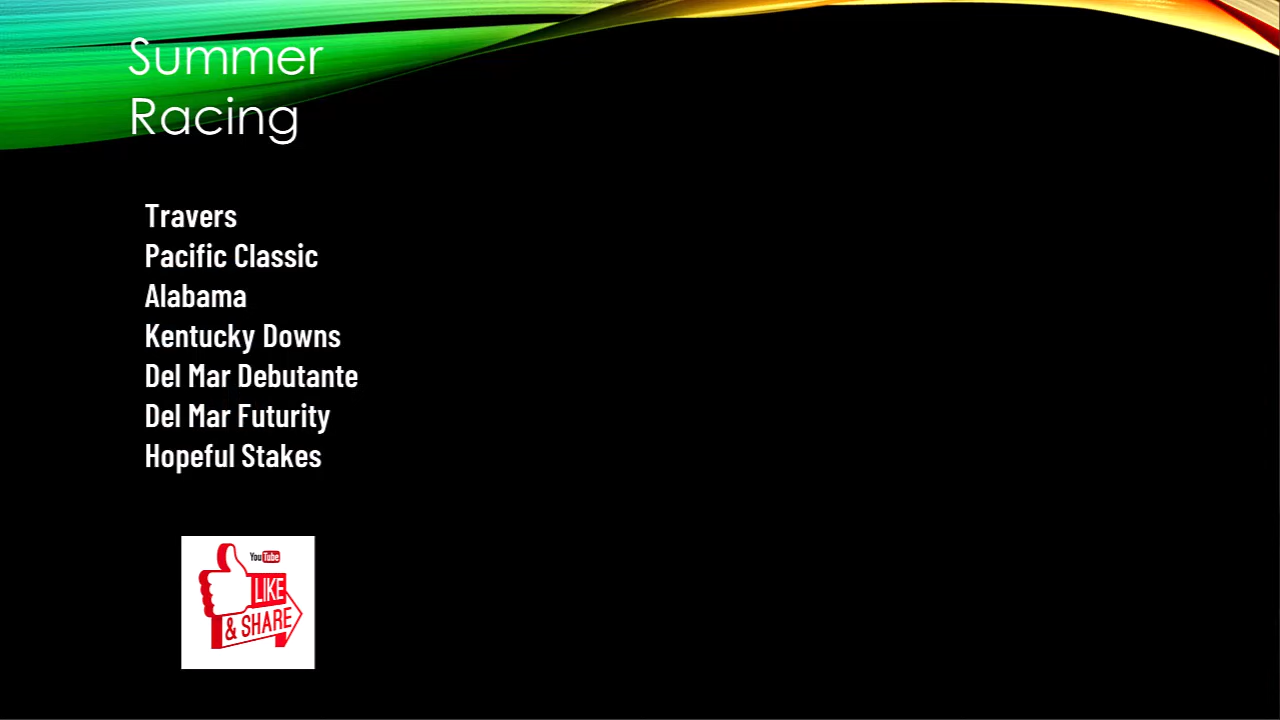 Summer
Racing
Travers
Pacific Classic
Alabama
Kentucky Downs
Del Mar Debutante
Del Mar Futurity
Hopeful Stakes
YouTube
LIKE
& SHARE